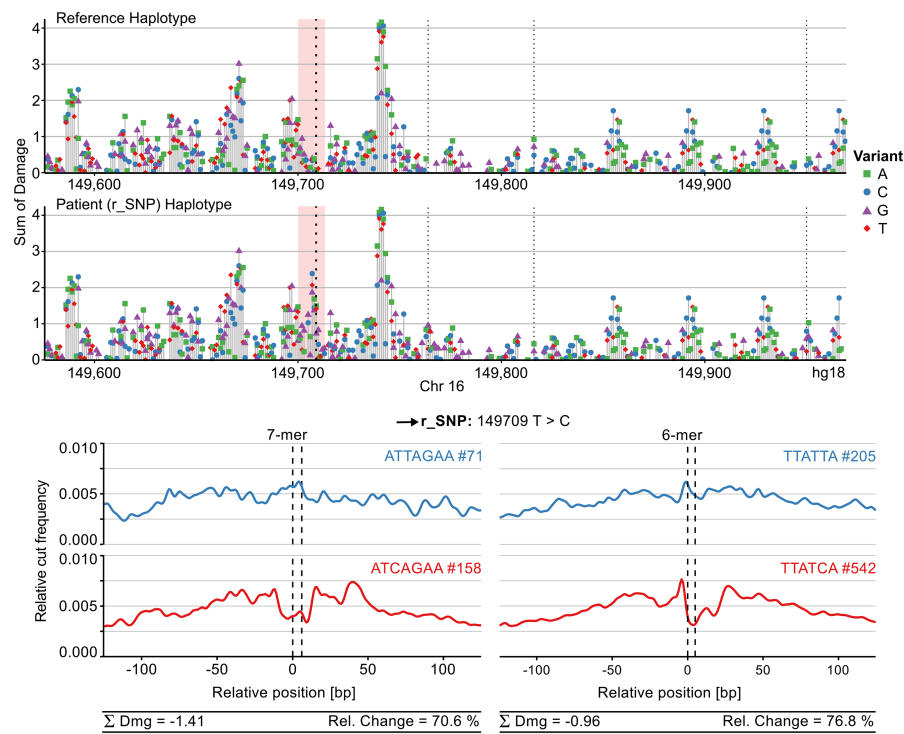 Reference Haplotype
4
3
2
1
0
149,600 149,700 149,800 149,900
Sum of Damage
Patient (r_SNP) Haplotype
4
3
2
1
0
149,600 149,700 149,800 149,900 hg18
Chr 16
Variant
A
C
G
T
r_SNP: 149709 T > C
7-mer 6-mer
Relative cut frequency
0.010
0.005
0.000
ATTAGAA #71 TTATTA #205
0.010
0.005
0.000
ATCAGAA #158 TTATCA #542
-100 -50 0 50 100 -100 -50 0 50 100
Relative position [bp] Relative position [bp]
Σ Dmg = -1.41 Rel. Change = 70.6 % Σ Dmg = -0.96 Rel. Change = 76.8 %